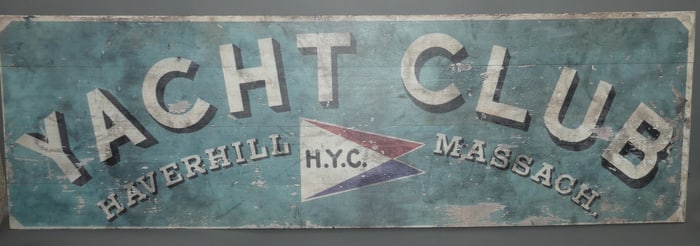 YACHT CLUB
HAVERHILL H.Y.C. MASSACH.